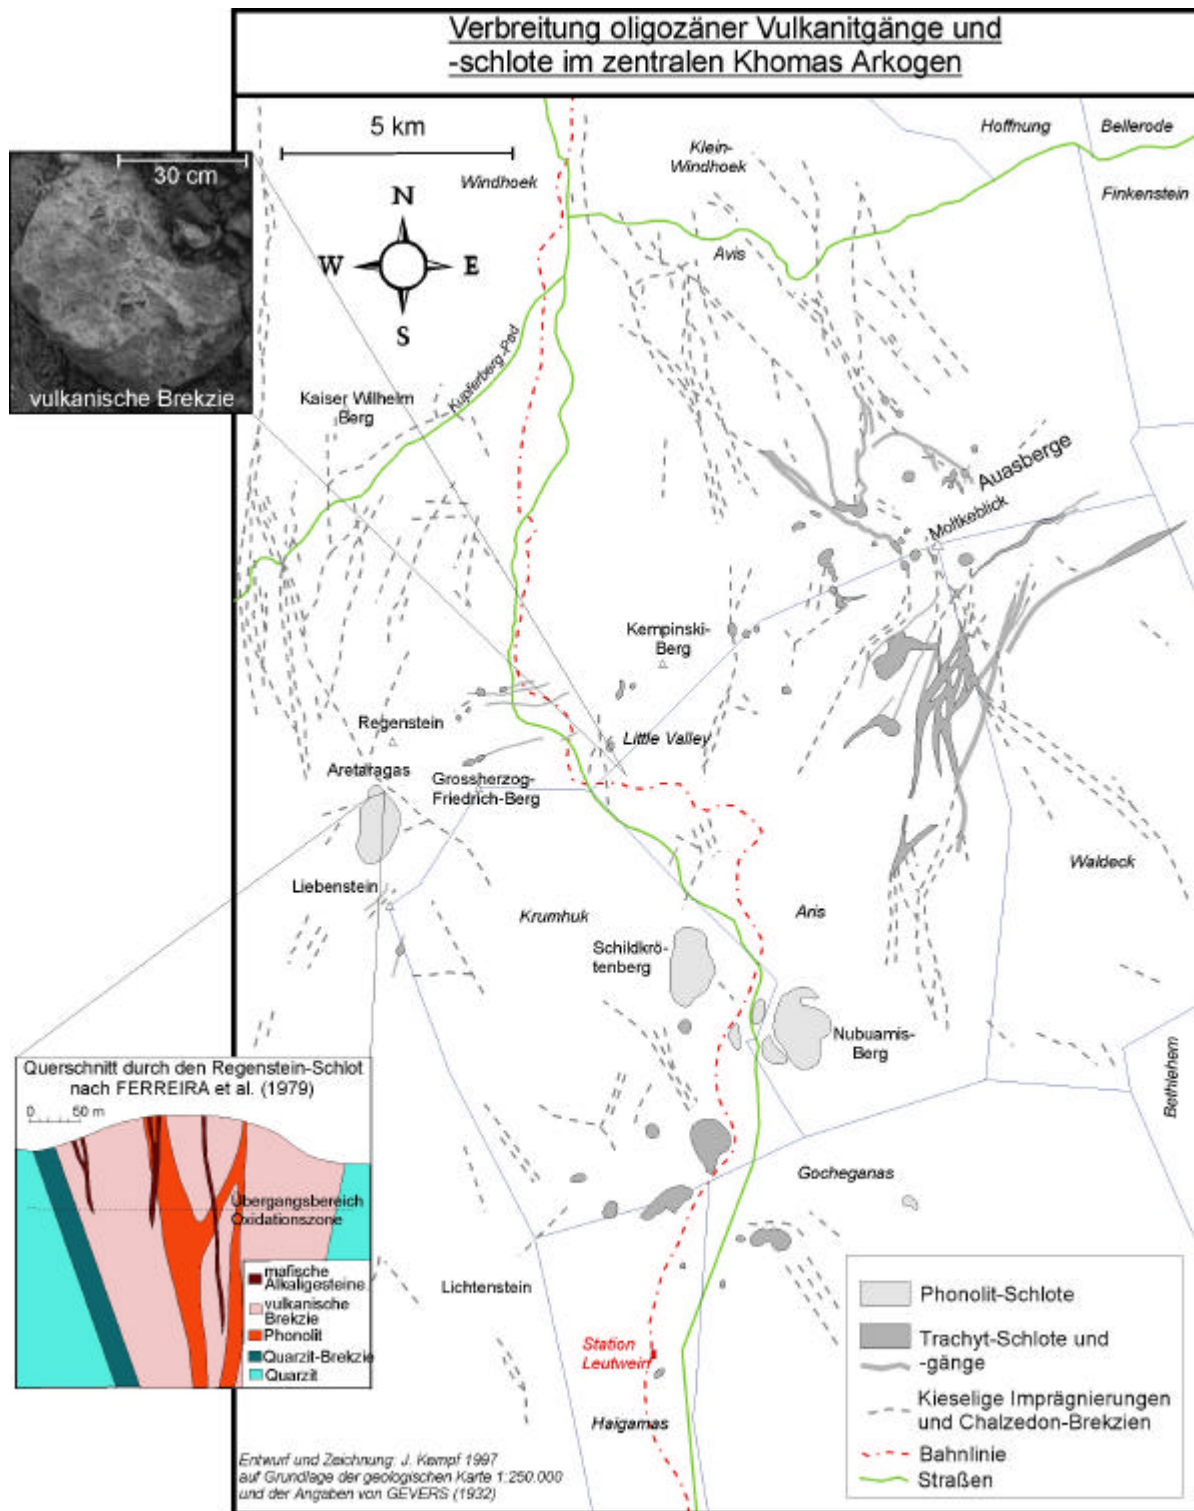 Verbreitung oligozäner Vulkanitgänge und
-schlote im zentralen Khomas Arkogen
5 km
Hoffnung
Bellerode
Klein-
Windhoek
Windhoek
Finkenstein
30 cm
N
W
E
S
Avis
Kupferberg-Pad
vulkanische Brekzie
Kaiser Wilhelm
Berg
Auasberge
Moltkeblick
Kempinski-
Berg
Regenstein
Little Valley
Aretaragas
Grossherzog-
Friedrich-Berg
Waldeck
Liebenstein
Krumhuk
Aris
Schildkrö-
tenberg
Nubuamis-
Berg
Bethlehem
Querschnitt durch den Regenstein-Schlot
nach FERREIRA et al. (1979)
0 50 m
Übergangsbereich
Oxidationszone
mafische
Alkaligesteine
vulkanische
Brekzie
Phonolit
Quarzit-Brekzie
Quarzit
Gocheganas
Lichtenstein
Station
Leutwein
Haigamas
Phonolit-Schlote
Trachyt-Schlote und
-gänge
Kieselige Imprägnierungen
und Chalzedon-Brekzien
Bahnlinie
Straßen
Entwurf und Zeichnung: J. Kempf 1997
auf Grundlage der geologischen Karte 1:250.000
und der Angaben von GEVERS (1932)